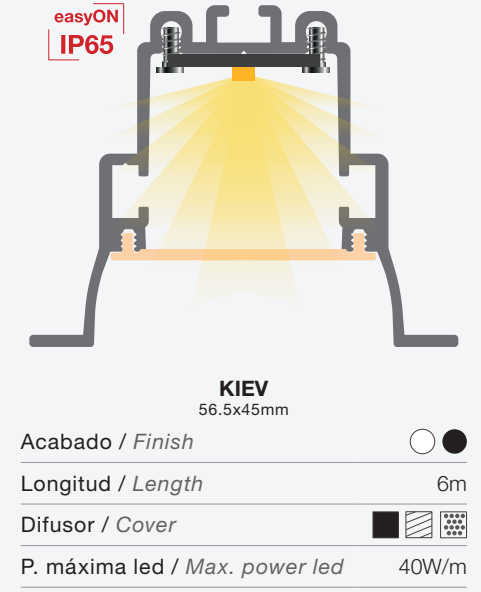 easyON
IP65
KIEV
56.5x45mm
Acabado / Finish
Longitud / Length 6m
Difusor / Cover
P. máxima led / Max. power led 40W/m